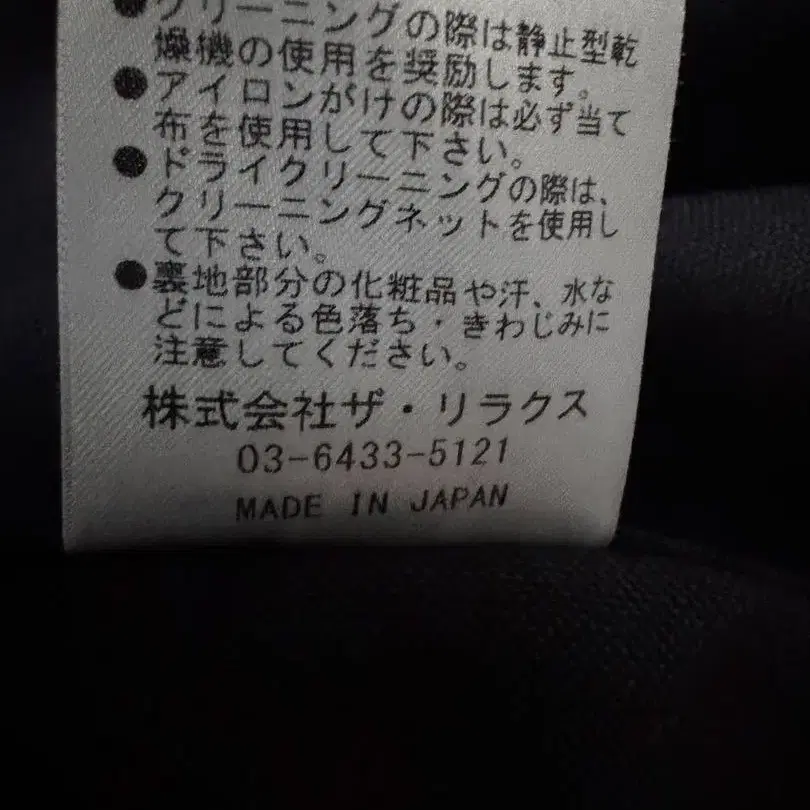 ●クリーニングの際は静止型乾
燥機の使用を奨励します。
●アイロンがけの際は必ず当て
布を使用して下さい。
●ドライクリーニングの際は、
クリーニングネットを使用し
て下さい。
●裏地部分の化粧品や汗、水な
どによる色落ち・きわじみに
注意してください。
株式会社ザ・リラクス
03-6433-5121
MADE IN JAPAN